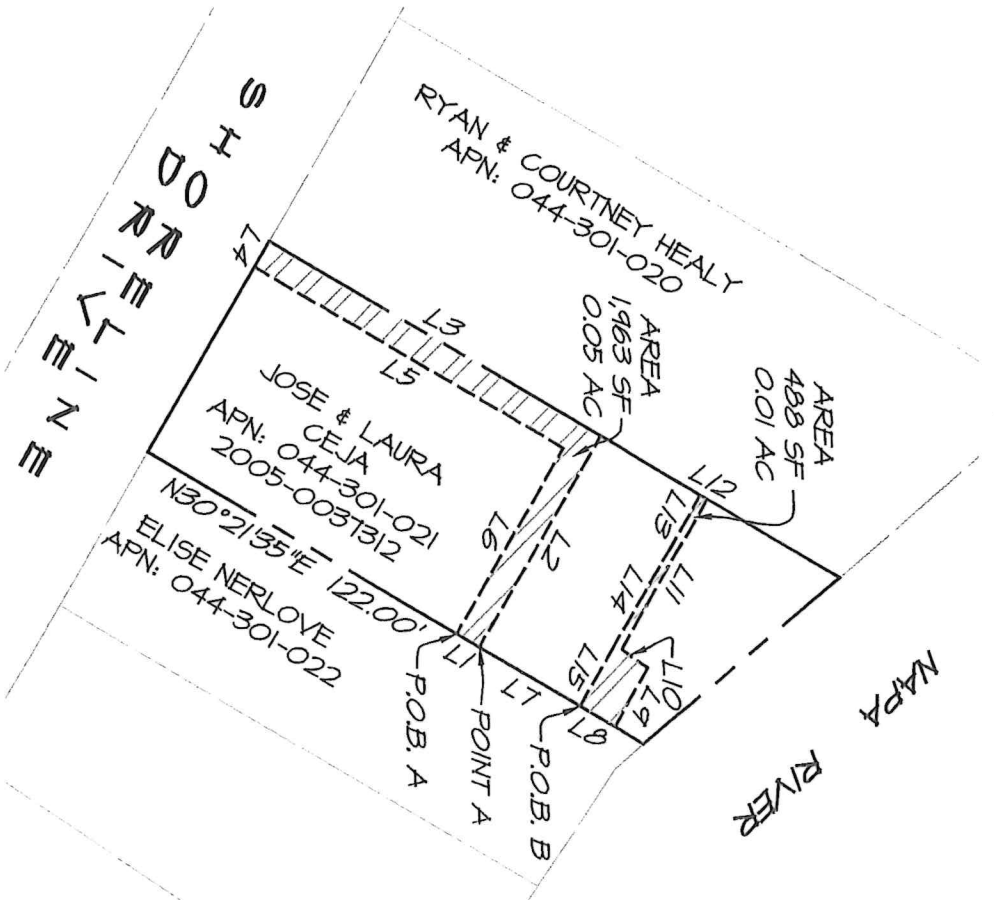 RYAN & COURTNEY HEALY
APN: 044-301-020
SHORELINE
DRIVE
AREA
1,963 SF
0.05 AC
AREA
488 SF
0.01 AC
L4
L3
L5
L12
L13
L11
L14
L10
L9
L15
L8
L2
L6
L1
L7
JOSE & LAURA
CEJA
APN: 044-301-021
2005-0037312
N30°21'35"E 122.00'
ELISE NERLOVE
APN: 044-301-022
P.O.B. A
POINT A
P.O.B. B
NAPA
RIVER